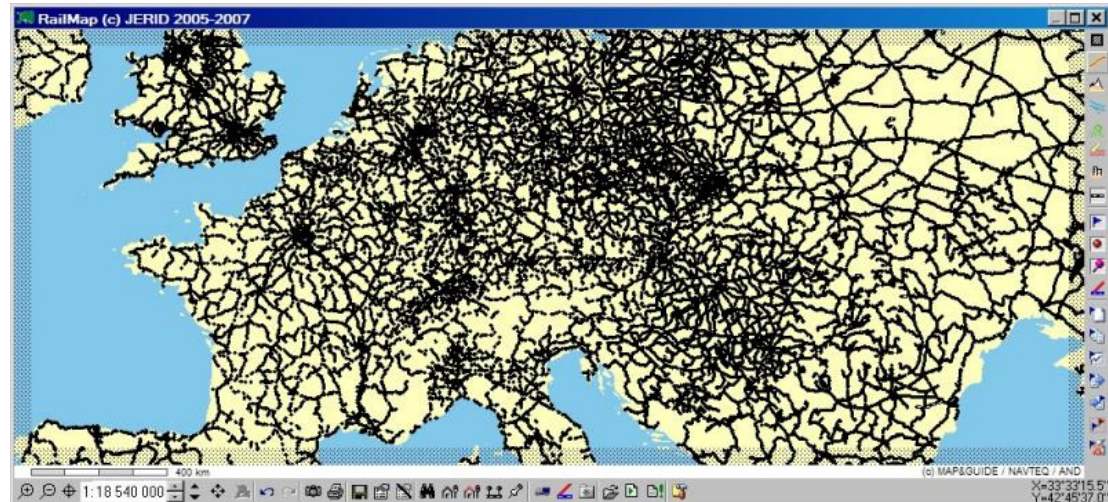 RailMap (c) JERID 2005-2007
400 km
(c) MAP&GUIDE / NAVTEQ / AND
1:18 540 000
X=33°33'15.5"
Y=42°45'37.0"